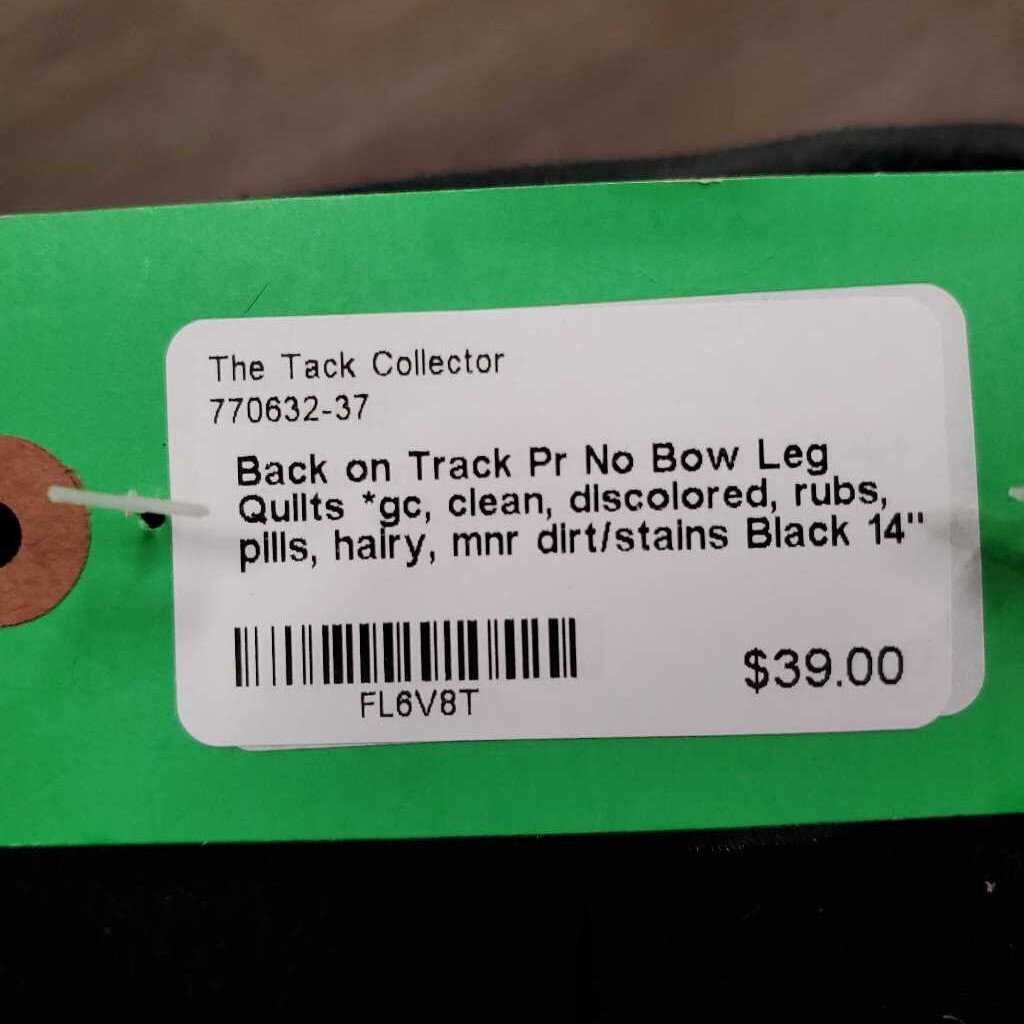 The Tack Collector
770632-37
Back on Track Pr No Bow Leg
Quilts *gc, clean, discolored, rubs,
pills, hairy, mnr dirt/stains Black 14"
FL6V8T
$39.00